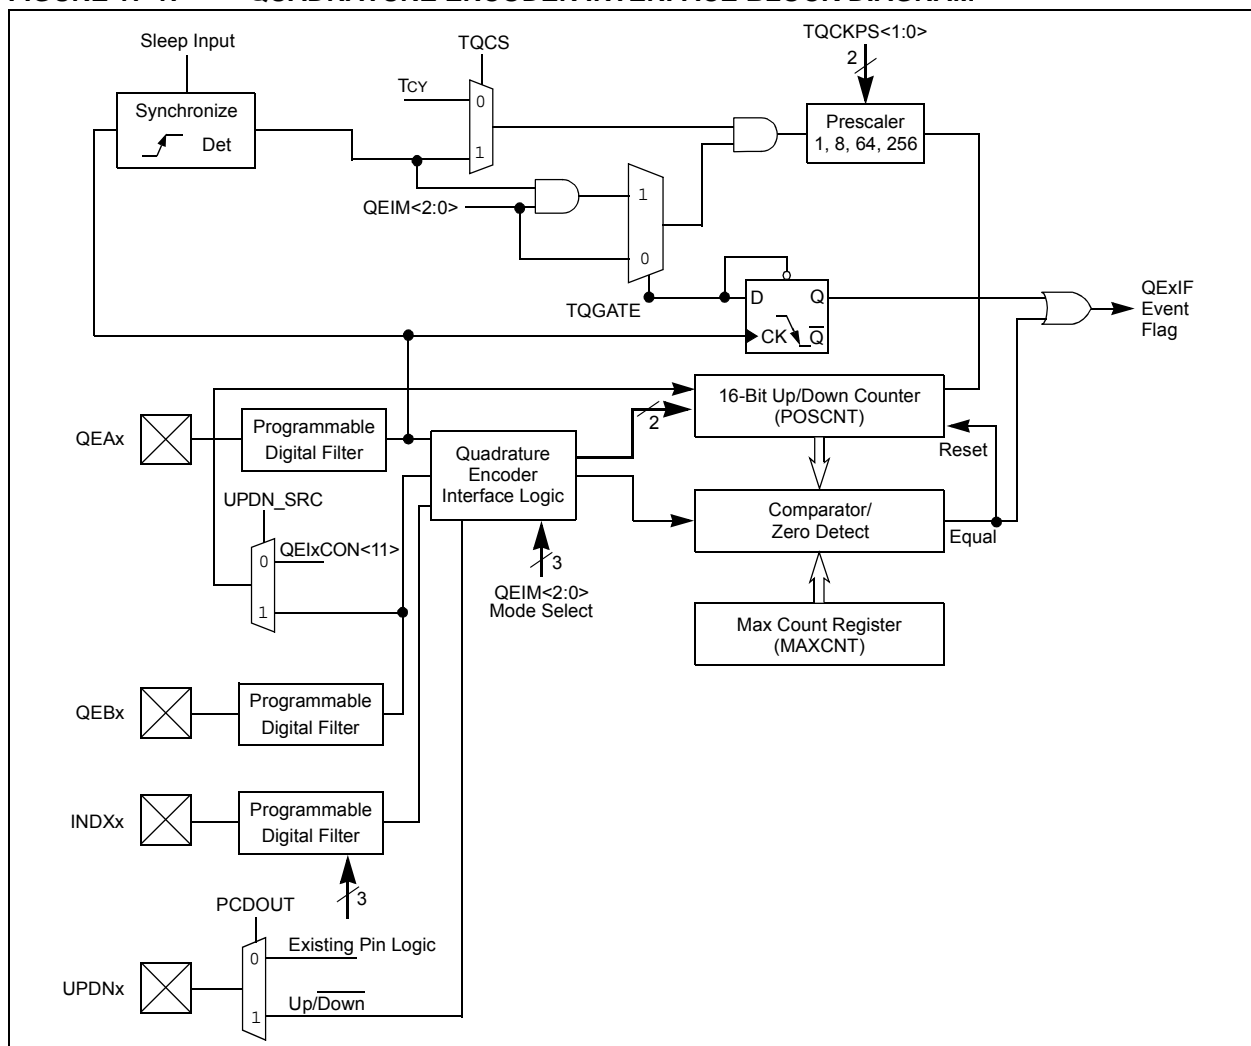 Sleep Input
TQCS
TQCKPS<1:0>
2
TCY
0
1
Synchronize
Det
Prescaler
1, 8, 64, 256
QEIM<2:0>
1
0
TQGATE
D
Q
CK
Q
QExIF
Event
Flag
16-Bit Up/Down Counter
(POSCNT)
2
Reset
QEAx
Programmable
Digital Filter
Quadrature
Encoder
Interface Logic
Comparator/
Zero Detect
Equal
UPDN_SRC
0
QEIxCON<11>
1
3
QEIM<2:0>
Mode Select
Max Count Register
(MAXCNT)
QEBx
Programmable
Digital Filter
INDXx
Programmable
Digital Filter
3
PCDOUT
0
Existing Pin Logic
UPDNx
Up/Down
1